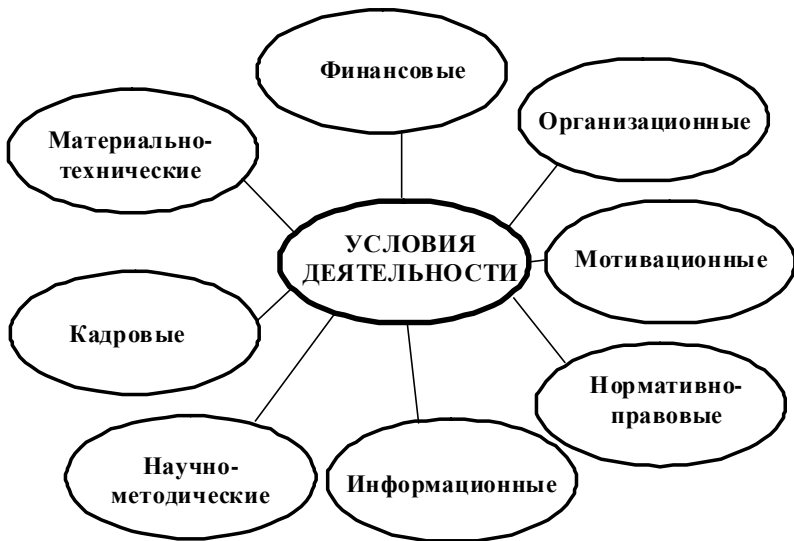 Финансовые
Организационные
Материально-
технические
УСЛОВИЯ
ДЕЯТЕЛЬНОСТИ
Мотивационные
Кадровые
Нормативно-
правовые
Научно-
методические
Информационные